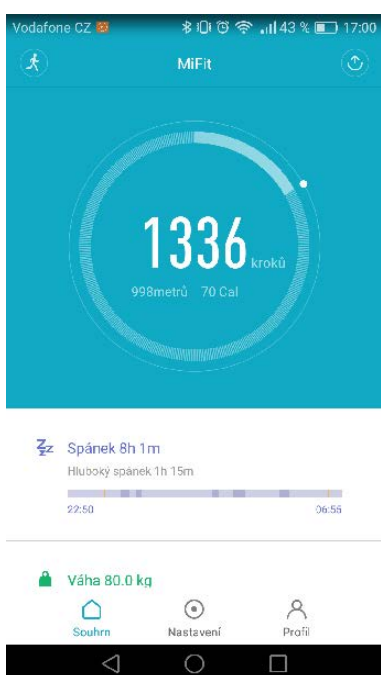 Vodafone CZ 43 % 17:00
MiFit
1336 kroků
998metrů 70 Cal
Spánek 8h 1m
Hluboký spánek 1h 15m
22:50 06:55
Váha 80.0 kg
Souhrn Nastavení Profil